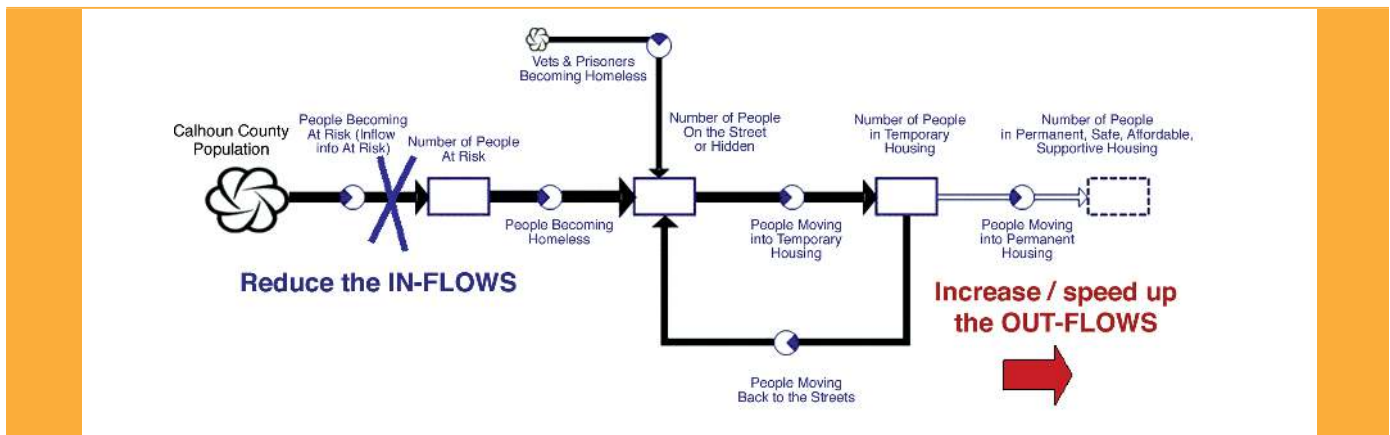 Vets & Prisoners
Becoming Homeless
Calhoun County
Population
People Becoming
At Risk (Inflow
info At Risk)
Number of People
At Risk
Number of People
On the Street
or Hidden
Number of People
in Temporary
Housing
Number of People
in Permanent, Safe, Affordable,
Supportive Housing
People Becoming
Homeless
People Moving
into Temporary
Housing
People Moving
into Permanent
Housing
Reduce the IN-FLOWS
Increase / speed up
the OUT-FLOWS
People Moving
Back to the Streets